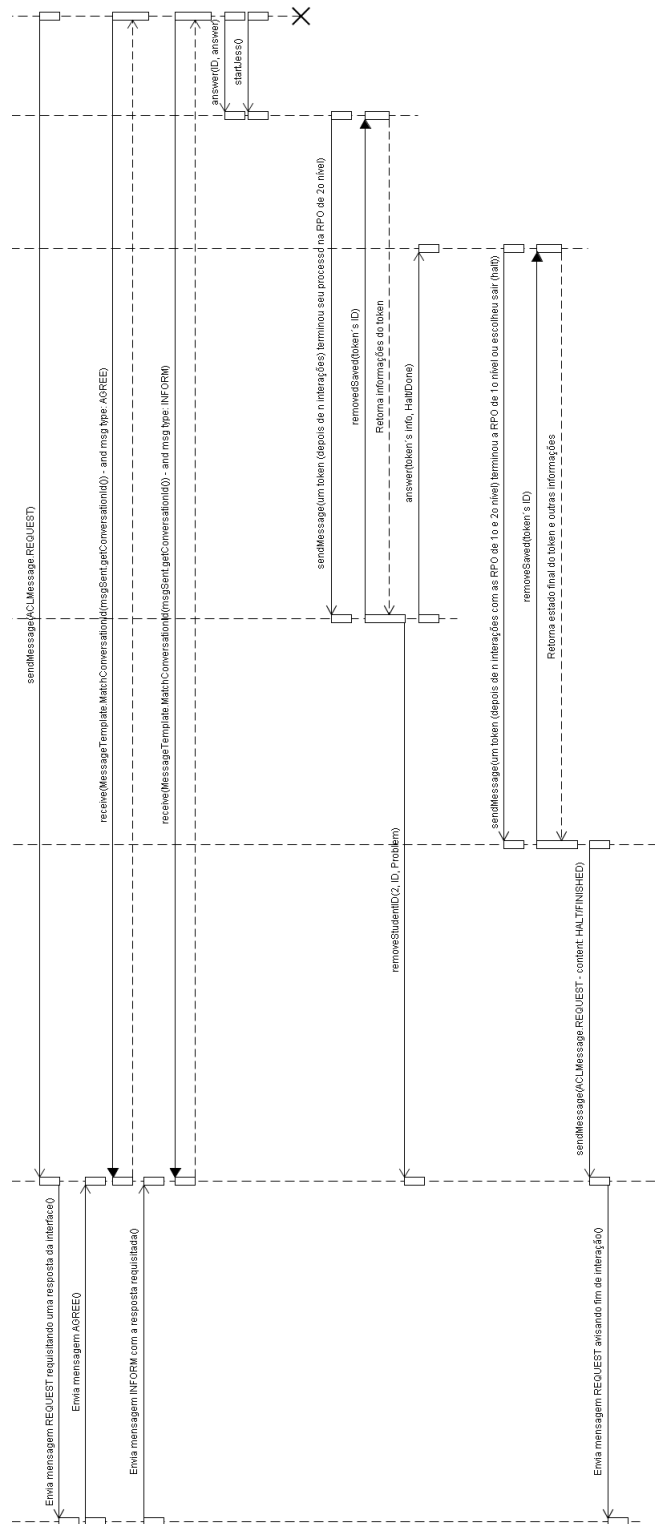 sendMessage(ACLMessage.REQUEST)
Envia mensagem REQUEST requisitando uma resposta da interface()
Envia mensagem AGREE()
receive(MessageTemplate.MatchConversationId(msgSent.getConversationId()) - and msg type: AGREE)
Envia mensagem INFORM com a resposta requisitada()
receive(MessageTemplate.MatchConversationId(msgSent.getConversationId()) - and msg type: INFORM)
answer(ID, answer)
startJess()
sendMessage(um token (depois de n interações) terminou seu processo na RPO de 2o nível)
removedSaved(token´s ID)
Retorna informações do token
removeStudentID(2, ID, Problem)
answer(token´s info, Halt/Done)
sendMessage(um token (depois de n interações com as RPO de 1o e 2o nível) terminou a RPO de 1o nível ou escolheu sair (halt))
removeSaved(token´s ID)
Retorna estado final do token e outras informações
sendMessage(ACLMessage.REQUEST - content: HALT/FINISHED)
Envia mensagem REQUEST avisando fim de interação()